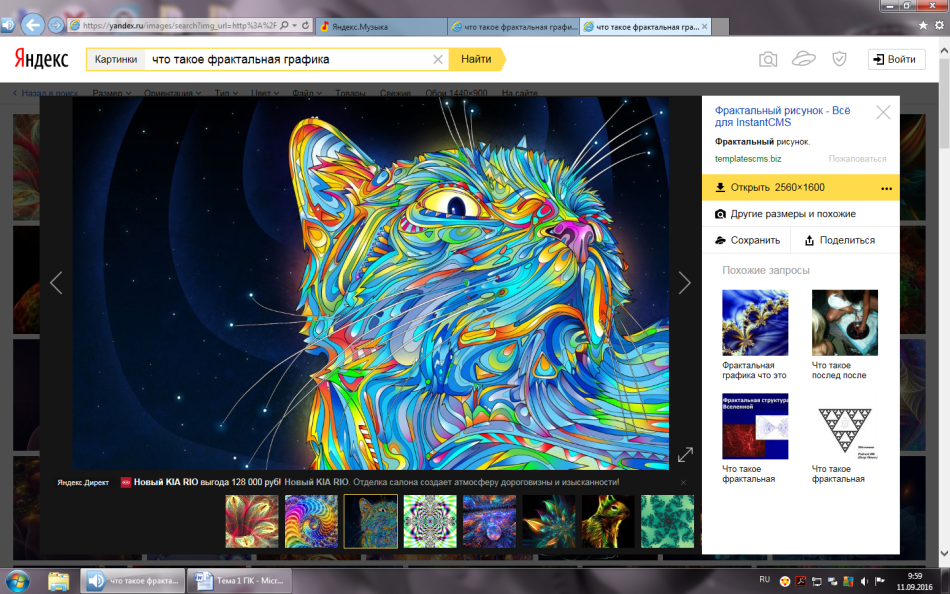 https://yandex.ru/images/search?img_url=http%3A%2F
Яндекс.Музыка
что такое фрактальная графи...
что такое фрактальная гра...
Яндекс
Картинки
что такое фрактальная графика
Найти
Войти
Назад в поиск
Размер
Ориентация
Тип
Цвет
Файл
Товары
Свежие
Обои 1440×900
На сайте
Фрактальный рисунок - Всё
для InstantCMS
Фрактальный рисунок.
templatescms.biz
Пожаловаться
Открыть 2560×1600
Другие размеры и похожие
Сохранить
Поделиться
Похожие запросы
Фрактальная
графика что это
Что такое
послед после
Фрактальная структура
Вселенной
Что такое
фрактальная
Что такое
фрактальная
Яндекс.Директ
Новый KIA RIO выгода 128 000 руб! Новый KIA RIO. Отделка салона создает атмосферу дороговизны и изысканности!
что такое фракта...
Тема 1 ПК - Micr...
RU
9:59
11.09.2016